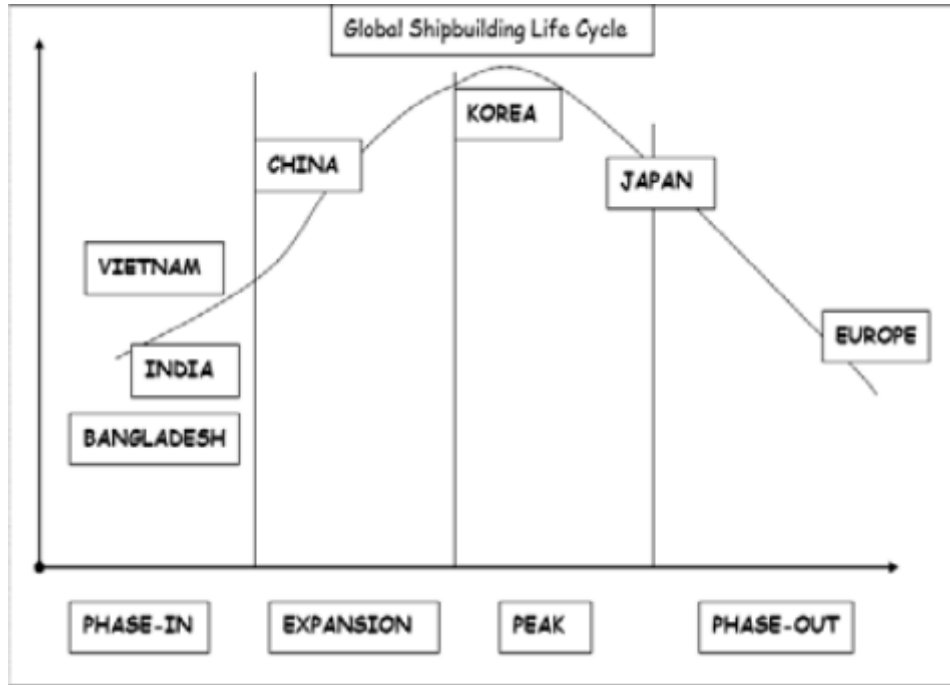 Global Shipbuilding Life Cycle
KOREA
CHINA
JAPAN
VIETNAM
EUROPE
INDIA
BANGLADESH
PHASE-IN
EXPANSION
PEAK
PHASE-OUT